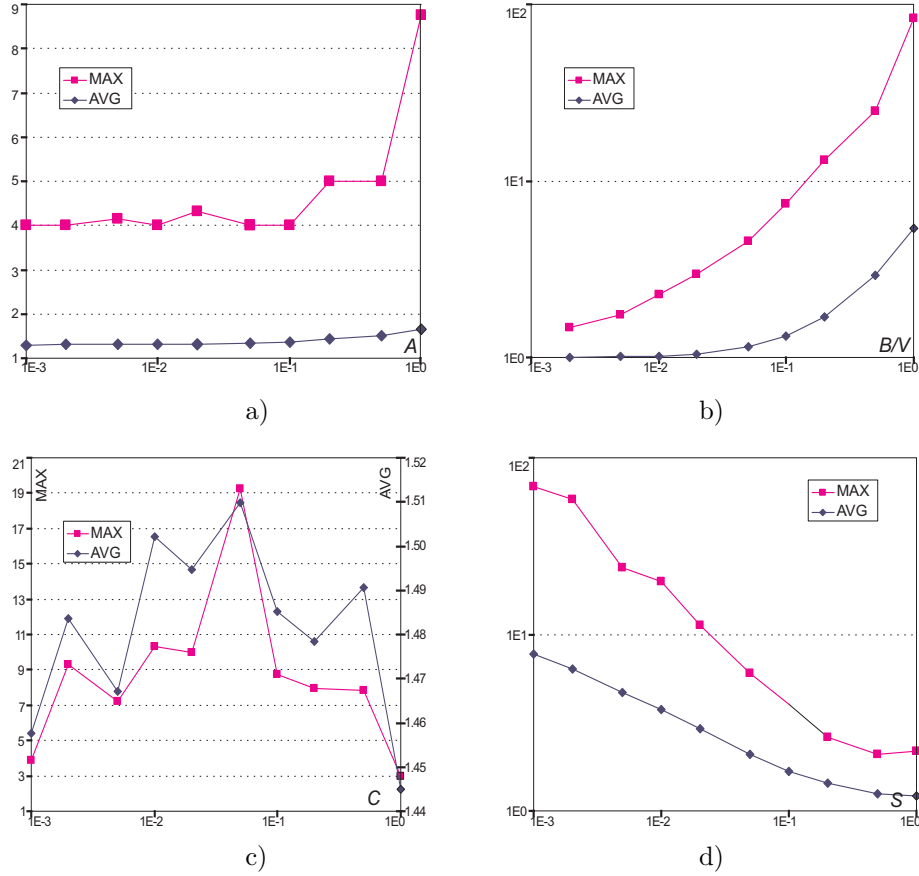 9
8
7
6
5
4
3
2
1
MAX
AVG
1E-3
1E-2
1E-1
1E0
A
a)
1E2
1E1
1E0
MAX
AVG
1E-3
1E-2
1E-1
1E0
B/V
b)
21
19
17
15
13
11
9
7
5
3
1
MAX
MAX
AVG
AVG
1.52
1.51
1.50
1.49
1.48
1.47
1.46
1.45
1.44
1E-3
1E-2
1E-1
1E0
C
c)
1E2
1E1
1E0
MAX
AVG
1E-3
1E-2
1E-1
1E0
S
d)